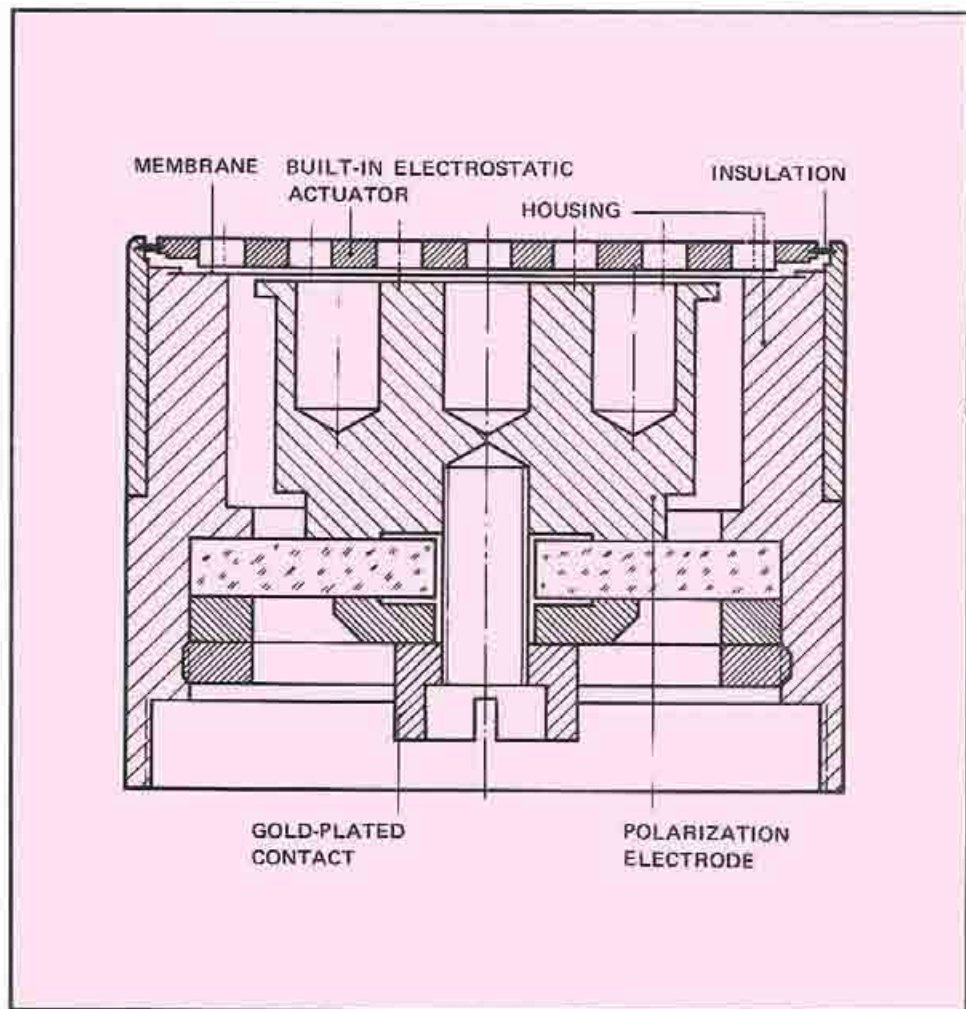 MEMBRANE
BUILT-IN ELECTROSTATIC
ACTUATOR
INSULATION
HOUSING
GOLD-PLATED
CONTACT
POLARIZATION
ELECTRODE